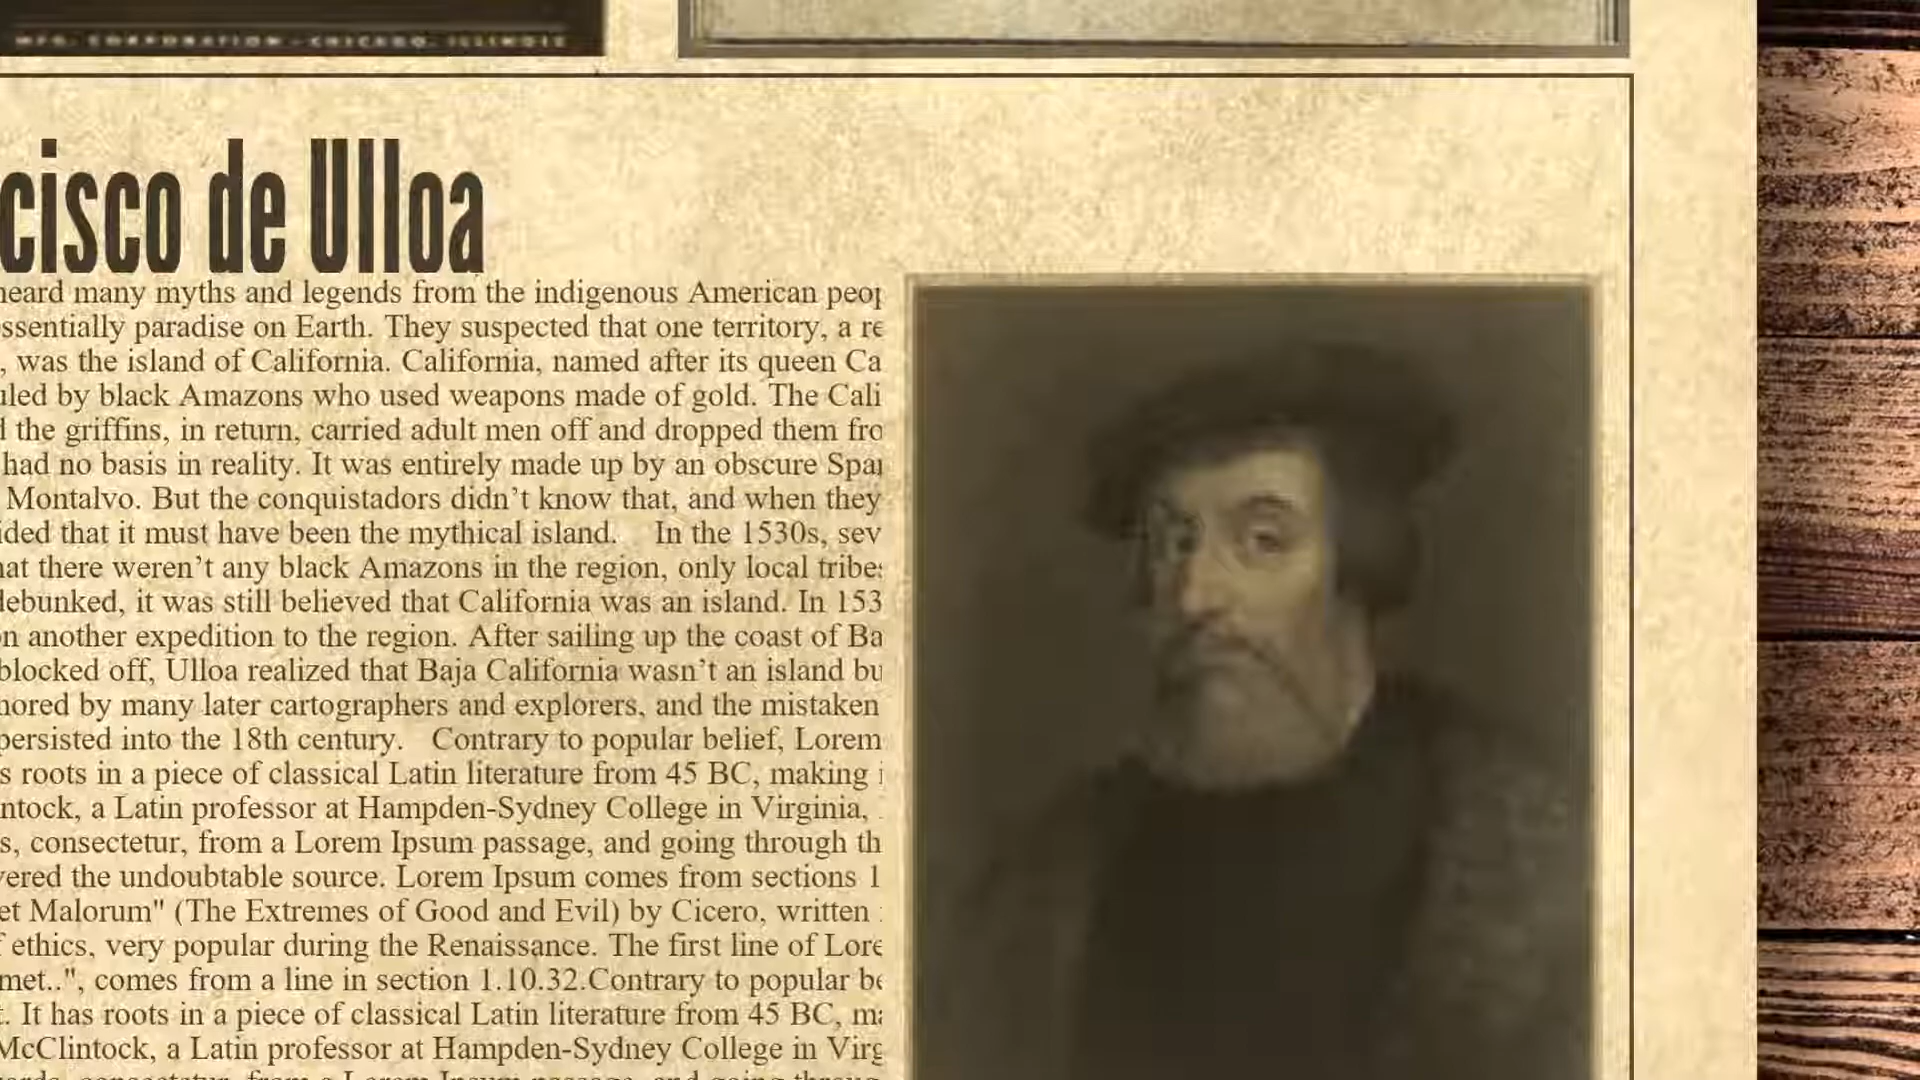 MFG. CORPORATION - CHICAGO, ILLINOIS
cisco de Ulloa
heard many myths and legends from the indigenous American
essentially paradise on Earth. They suspected that one territory, a
, was the island of California. California, named after its queen Ca
uled by black Amazons who used weapons made of gold. The Cali
the griffins, in return, carried adult men off and dropped them fro
had no basis in reality. It was entirely made up by an obscure
Montalvo. But the conquistadors didn’t know that, and when they
ided that it must have been the mythical island. In the 1530s, sev
hat there weren’t any black Amazons in the region, only local
debunked, it was still believed that California was an island. In 153
on another expedition to the region. After sailing up the coast of Ba
blocked off, Ulloa realized that Baja California wasn’t an island bu
nored by many later cartographers and explorers, and the mistaken
persisted into the 18th century. Contrary to popular belief, Lorem
s roots in a piece of classical Latin literature from 45 BC, making
ntock, a Latin professor at Hampden-Sydney College in Virginia,
s, consectetur, from a Lorem Ipsum passage, and going through th
vered the undoubtable source. Lorem Ipsum comes from sections 1
et Malorum" (The Extremes of Good and Evil) by Cicero, written
ethics, very popular during the Renaissance. The first line of Lore
met..", comes from a line in section 1.10.32.Contrary to popular be
. It has roots in a piece of classical Latin literature from 45 BC,
McClintock, a Latin professor at Hampden-Sydney College in Virg